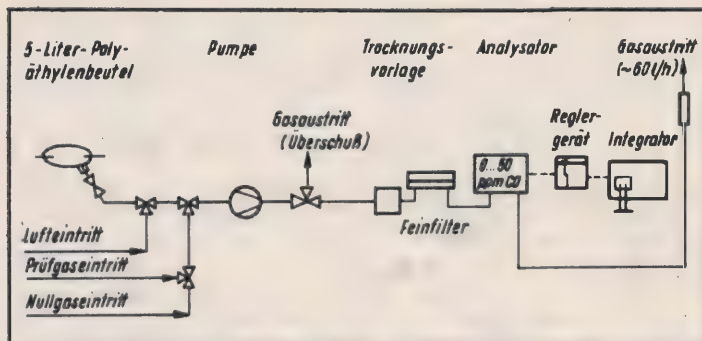 5-Liter-Poly-
äthylenbeutel
Pumpe
Trocknungs-
vorlage
Analysator
Gasaustritt
(~60 l/h)
Gasaustritt
(Überschuß)
Regler-
gerät
Integrator
0...50
ppm CO
Feinfilter
Lufteintritt
Prüfgaseintritt
Nullgaseintritt